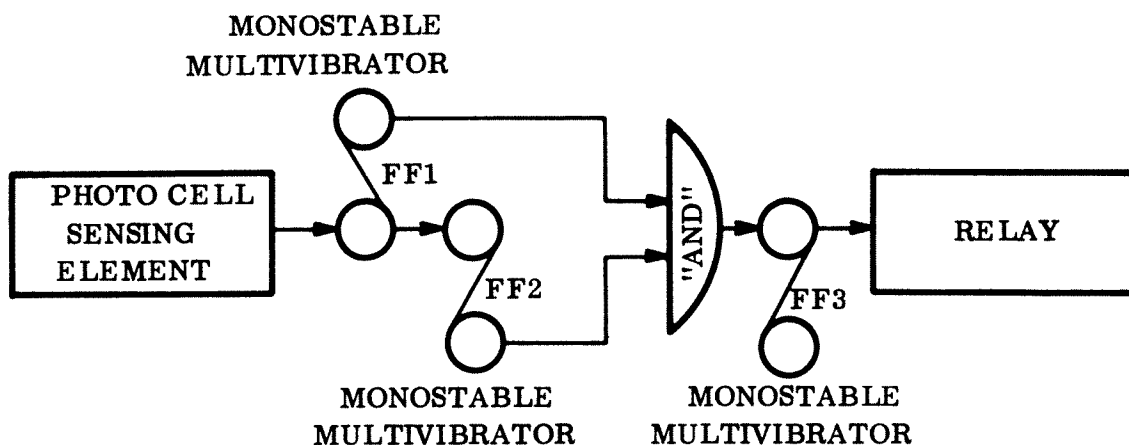 MONOSTABLE
MULTIVIBRATOR
FF1
PHOTO CELL
SENSING
ELEMENT
"AND"
RELAY
FF2
FF3
MONOSTABLE
MULTIVIBRATOR
MONOSTABLE
MULTIVIBRATOR